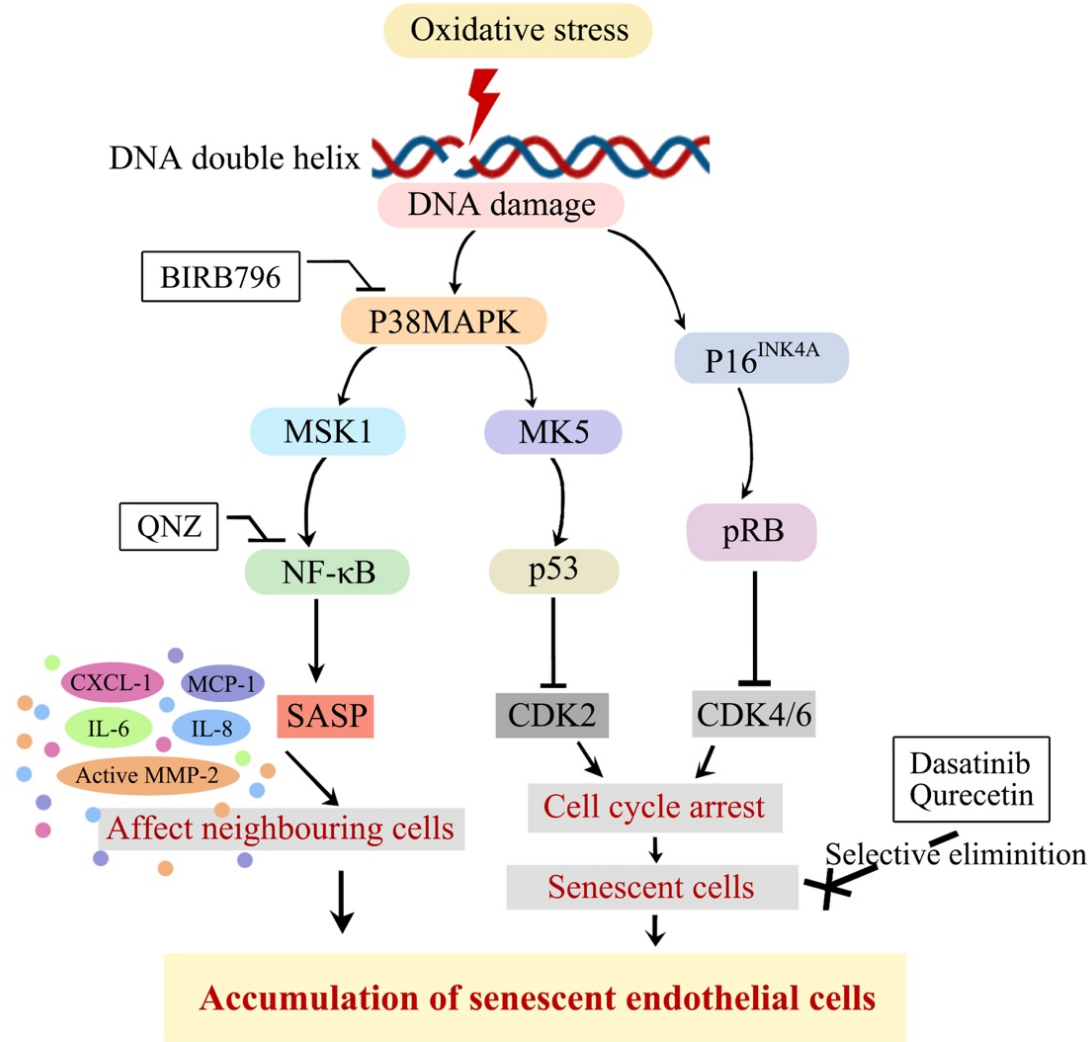 Oxidative stress
DNA double helix
DNA damage
BIRB796
P38MAPK
P16INK4A
MSK1
MK5
QNZ
pRB
NF-κB
p53
CXCL-1
MCP-1
IL-6
IL-8
SASP
CDK2
CDK4/6
Active MMP-2
Dasatinib
Qurecetin
Cell cycle arrest
Affect neighbouring cells
Selective eliminition
Senescent cells
Accumulation of senescent endothelial cells